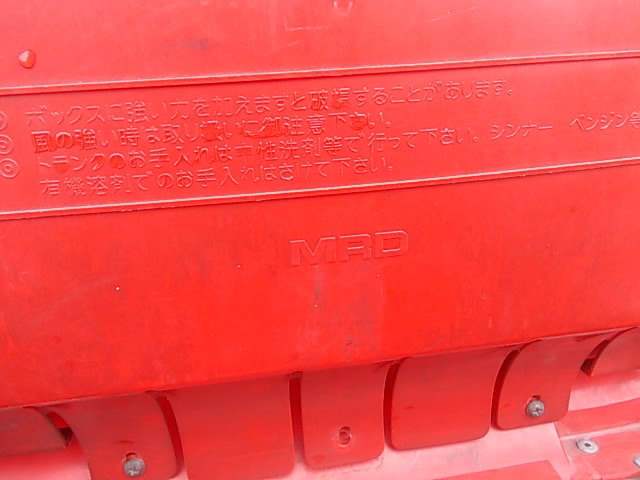 ◎ ボックスに強い力を加えますと破損することがあります。
◎ 風の強い時は取り扱いに御注意下さい。
◎ トランクのお手入れは中性洗剤等で行って下さい。シンナー ベンジン等
有機溶剤でのお手入れはさけて下さい。
MRD